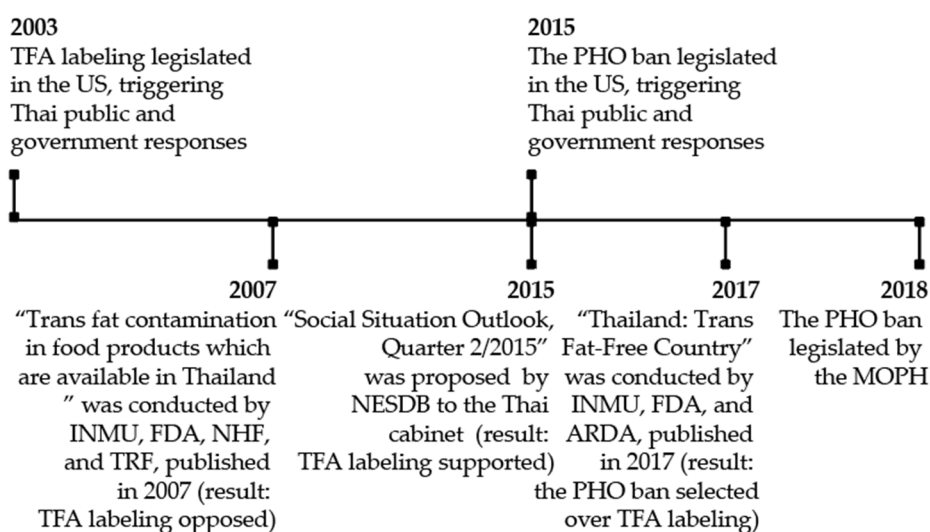 2003
TFA labeling legislated
in the US, triggering
Thai public and
government responses
2015
The PHO ban legislated
in the US, triggering
Thai public and
government responses
2007
“Trans fat contamination
in food products which
are available in Thailand
” was conducted by
INMU, FDA, NHF,
and TRF, published
in 2007 (result:
TFA labeling opposed)
2015
“Social Situation Outlook,
Quarter 2/2015”
was proposed by
NESDB to the Thai
cabinet (result:
TFA labeling supported)
2017
“Thailand: Trans
Fat-Free Country”
was conducted by
INMU, FDA, and
ARDA, published
in 2017 (result:
the PHO ban selected
over TFA labeling)
2018
The PHO ban
legislated by
the MOPH